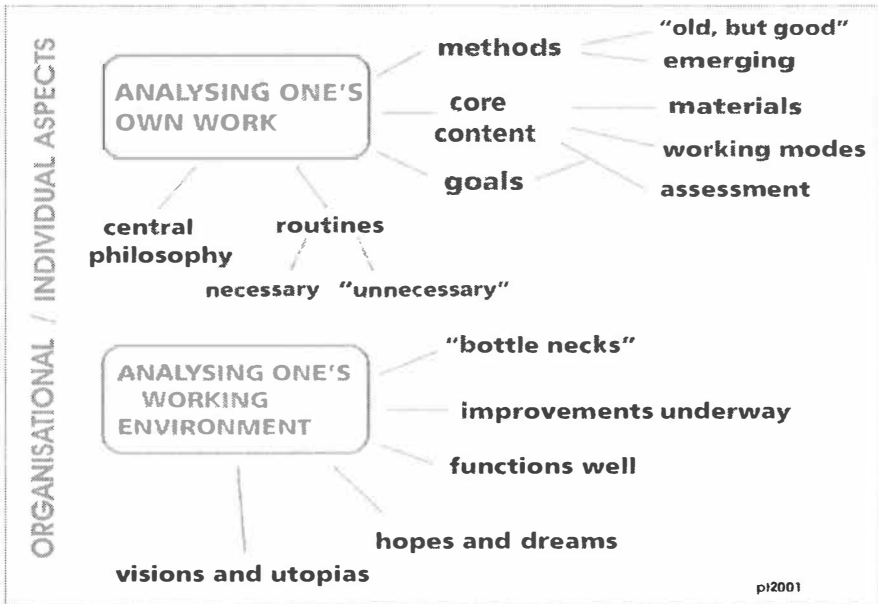 ORGANISATIONAL / INDIVIDUAL ASPECTS
ANALYSING ONE'S
OWN WORK
methods
"old, but good"
emerging
core
content
materials
working modes
assessment
goals
central
philosophy
routines
necessary
"unnecessary"
ANALYSING ONE'S
WORKING
ENVIRONMENT
"bottle necks"
improvements underway
functions well
hopes and dreams
visions and utopias
pt2001